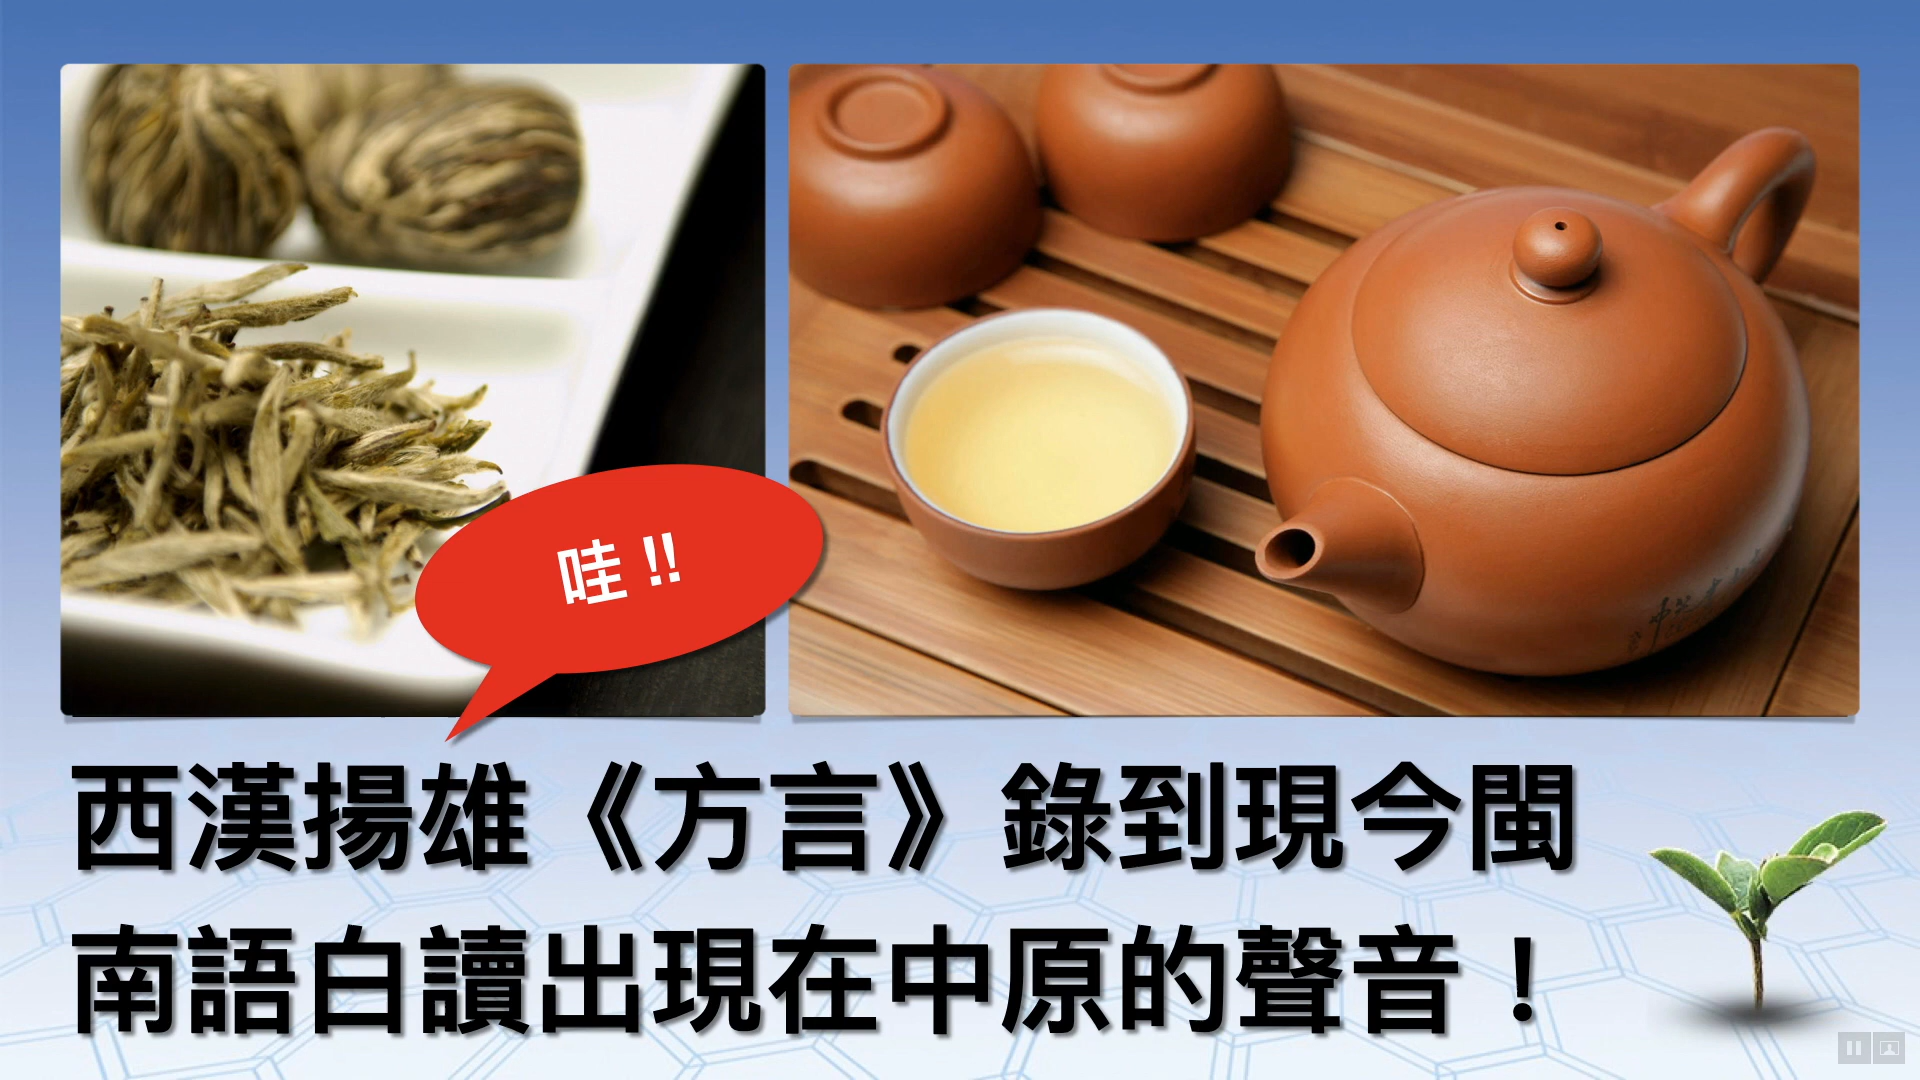 哇 !!
西漢揚雄《方言》錄到現今閩
南語白讀出現在中原的聲音！